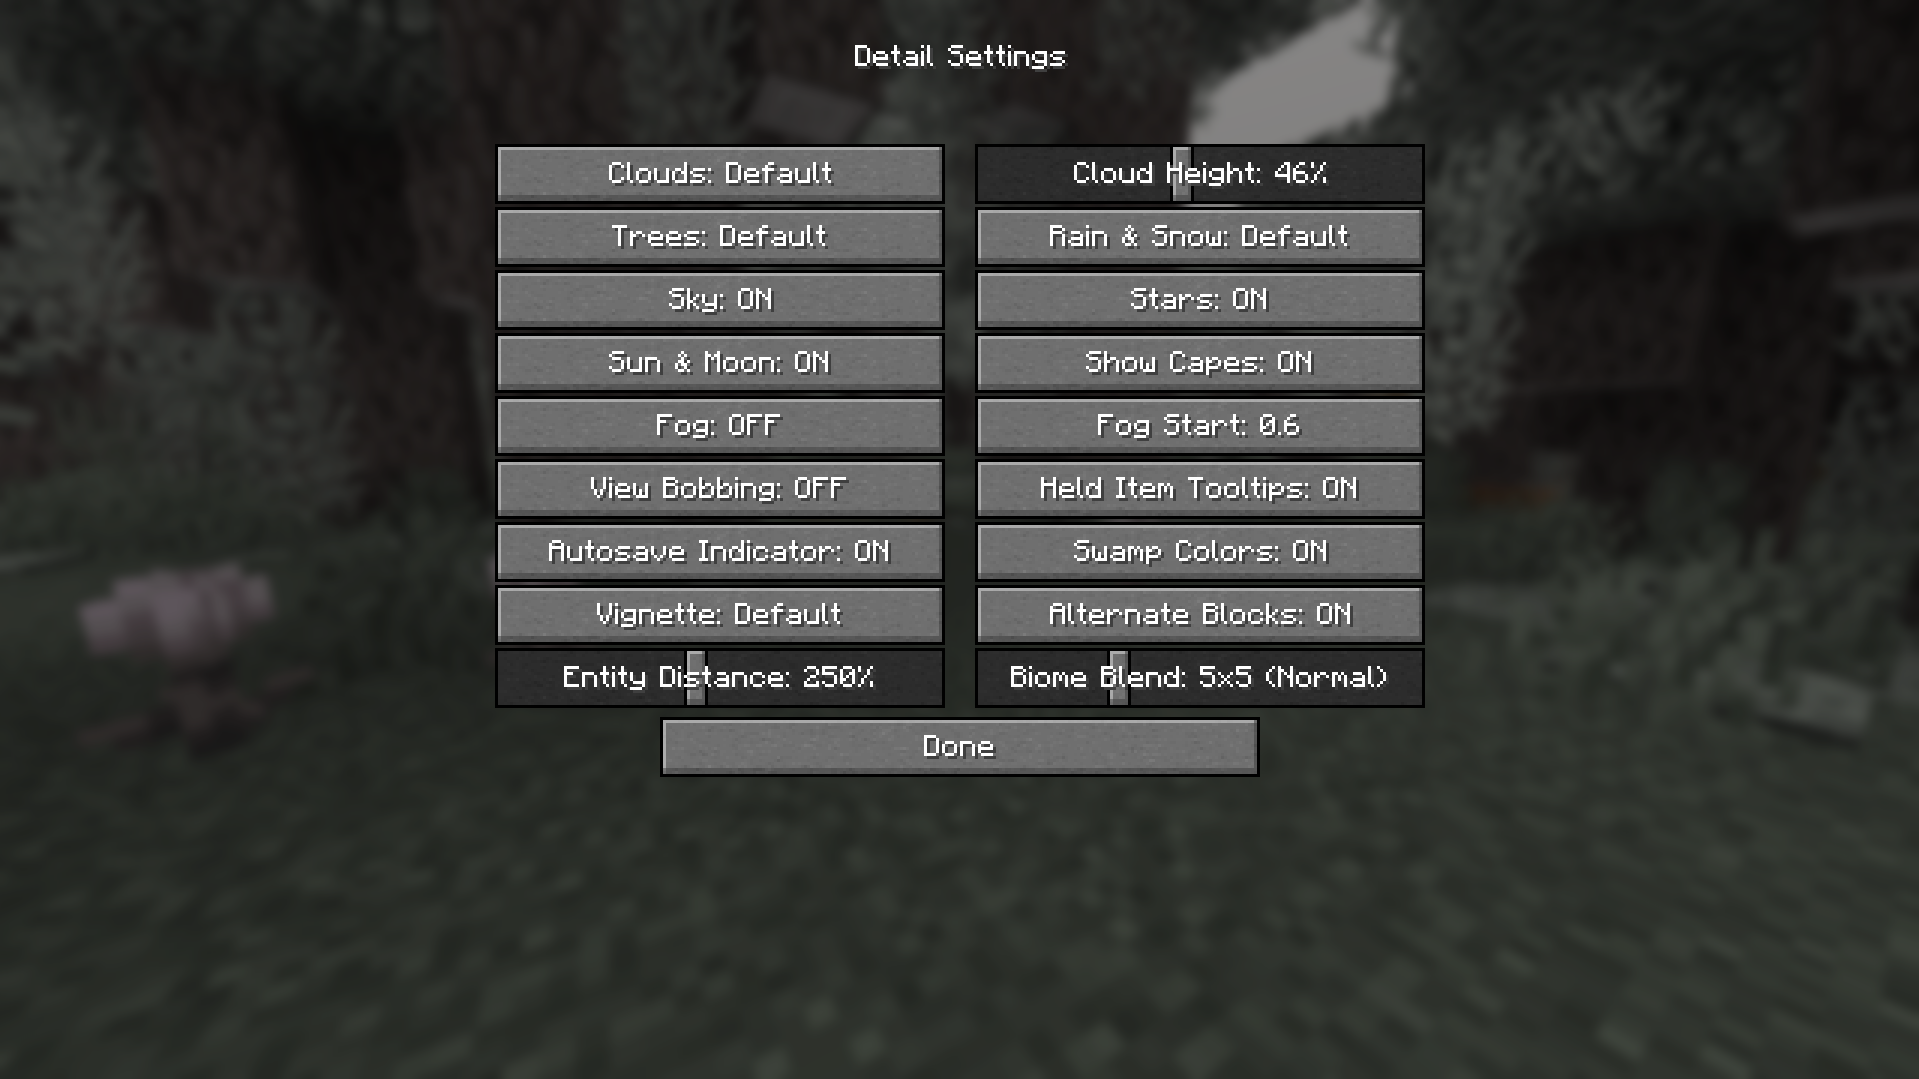 Detail Settings
Clouds: Default
Cloud Height: 46%
Trees: Default
Rain & Snow: Default
Sky: ON
Stars: ON
Sun & Moon: ON
Show Capes: ON
Fog: OFF
Fog Start: 0.6
View Bobbing: OFF
Held Item Tooltips: ON
Autosave Indicator: ON
Swamp Colors: ON
Vignette: Default
Alternate Blocks: ON
Entity Distance: 250%
Biome Blend: 5x5 (Normal)
Done